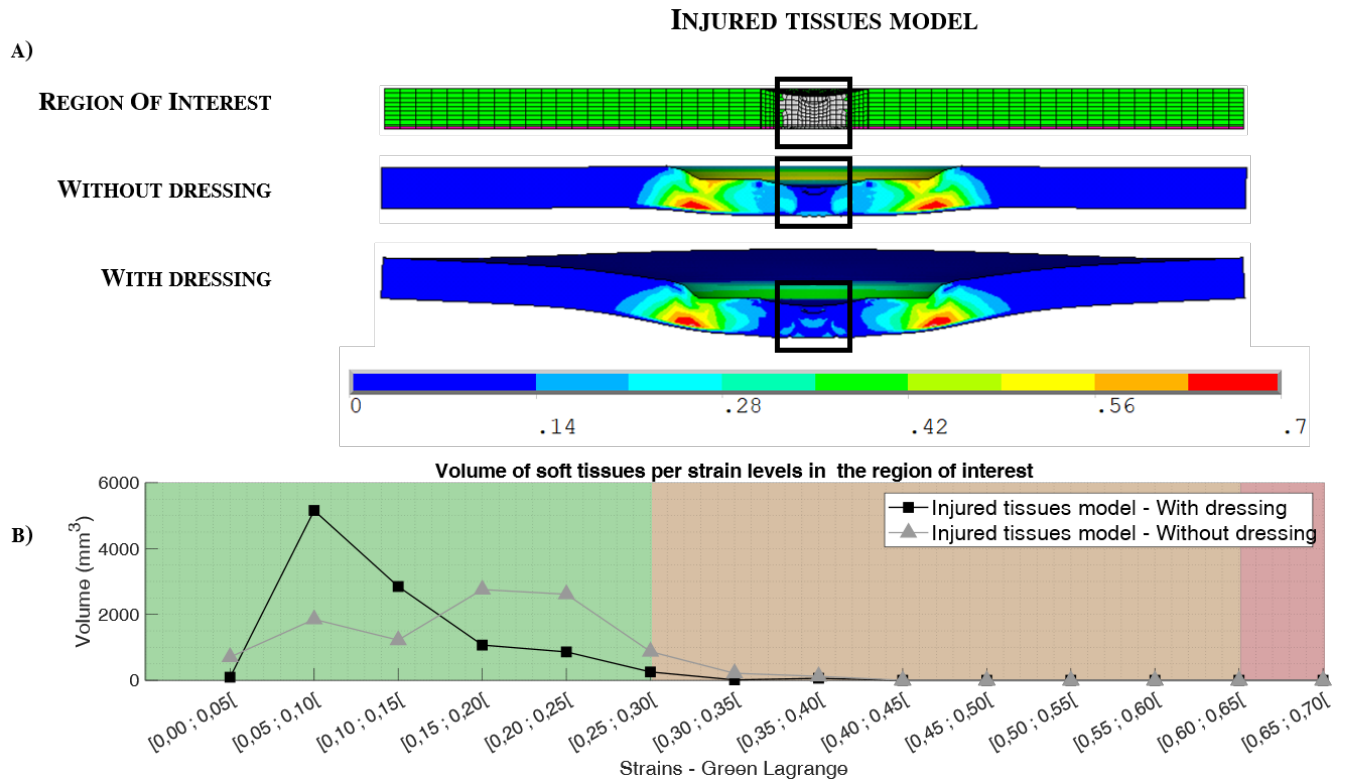 INJURED TISSUES MODEL
A)
REGION OF INTEREST
WITHOUT DRESSING
WITH DRESSING
0 .28 .56
.14 .42 .7
Volume of soft tissues per strain levels in the region of interest
B)
6000
4000
2000
0
Volume (mm³)
Injured tissues model - With dressing
Injured tissues model - Without dressing
[0,00 ; 0,05[
[0,05 ; 0,10[
[0,10 ; 0,15[
[0,15 ; 0,20[
[0,20 ; 0,25[
[0,25 ; 0,30[
[0,30 ; 0,35[
[0,35 ; 0,40[
[0,40 ; 0,45[
[0,45 ; 0,50[
[0,50 ; 0,55[
[0,55 ; 0,60[
[0,60 ; 0,65[
[0,65 ; 0,70[
Strains - Green Lagrange